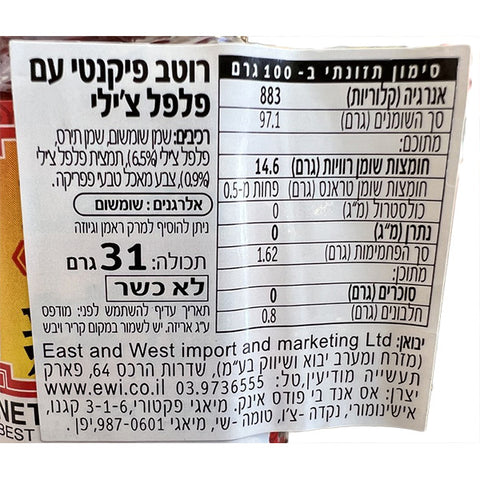 רוטב פיקנטי עם
פלפל צ׳ילי
רכיבים: שמן שומשום, שמן תירס,
פלפל צ׳ילי (6.5%), תמצית פלפל צ׳ילי
(0.9%), צבע מאכל טבעי פפריקה.
אלרגנים: שומשום
ניתן להוסיף למרק ראמן וגיוזה
תכולה: 31 גרם
לא כשר
תאריך עדיף להשתמש לפני: מודפס
ע״ג אריזה. יש לשמור במקום קריר ויבש
סימון תזונתי ב- 100 גרם
אנרגיה (קלוריות) 883
סך השומנים (גרם) 97.1
מתוכם:
חומצות שומן רוויות (גרם) 14.6
חומצות שומן טראנס (גרם) פחות מ-0.5
כולסטרול (מ״ג) 0
נתרן (מ״ג) 0
סך הפחמימות (גרם) 1.62
מתוכן:
סוכרים (גרם) 0
חלבונים (גרם) 0.8
יבואן: East and West import and marketing Ltd
(מזרח ומערב יבוא ושיווק בע״מ), שדרות הרכס 64, פארק
תעשייה מודיעין,טל: 03.9736555 www.ewi.co.il
יצרן: אס אנד בי פודס אינק. מיאגי פקטורי,3-1-6 קגנו,
אישינומורי, נקדה -צ׳ו, טומה -שי, מיאגי 987-0601,יפן.
NET
BEST